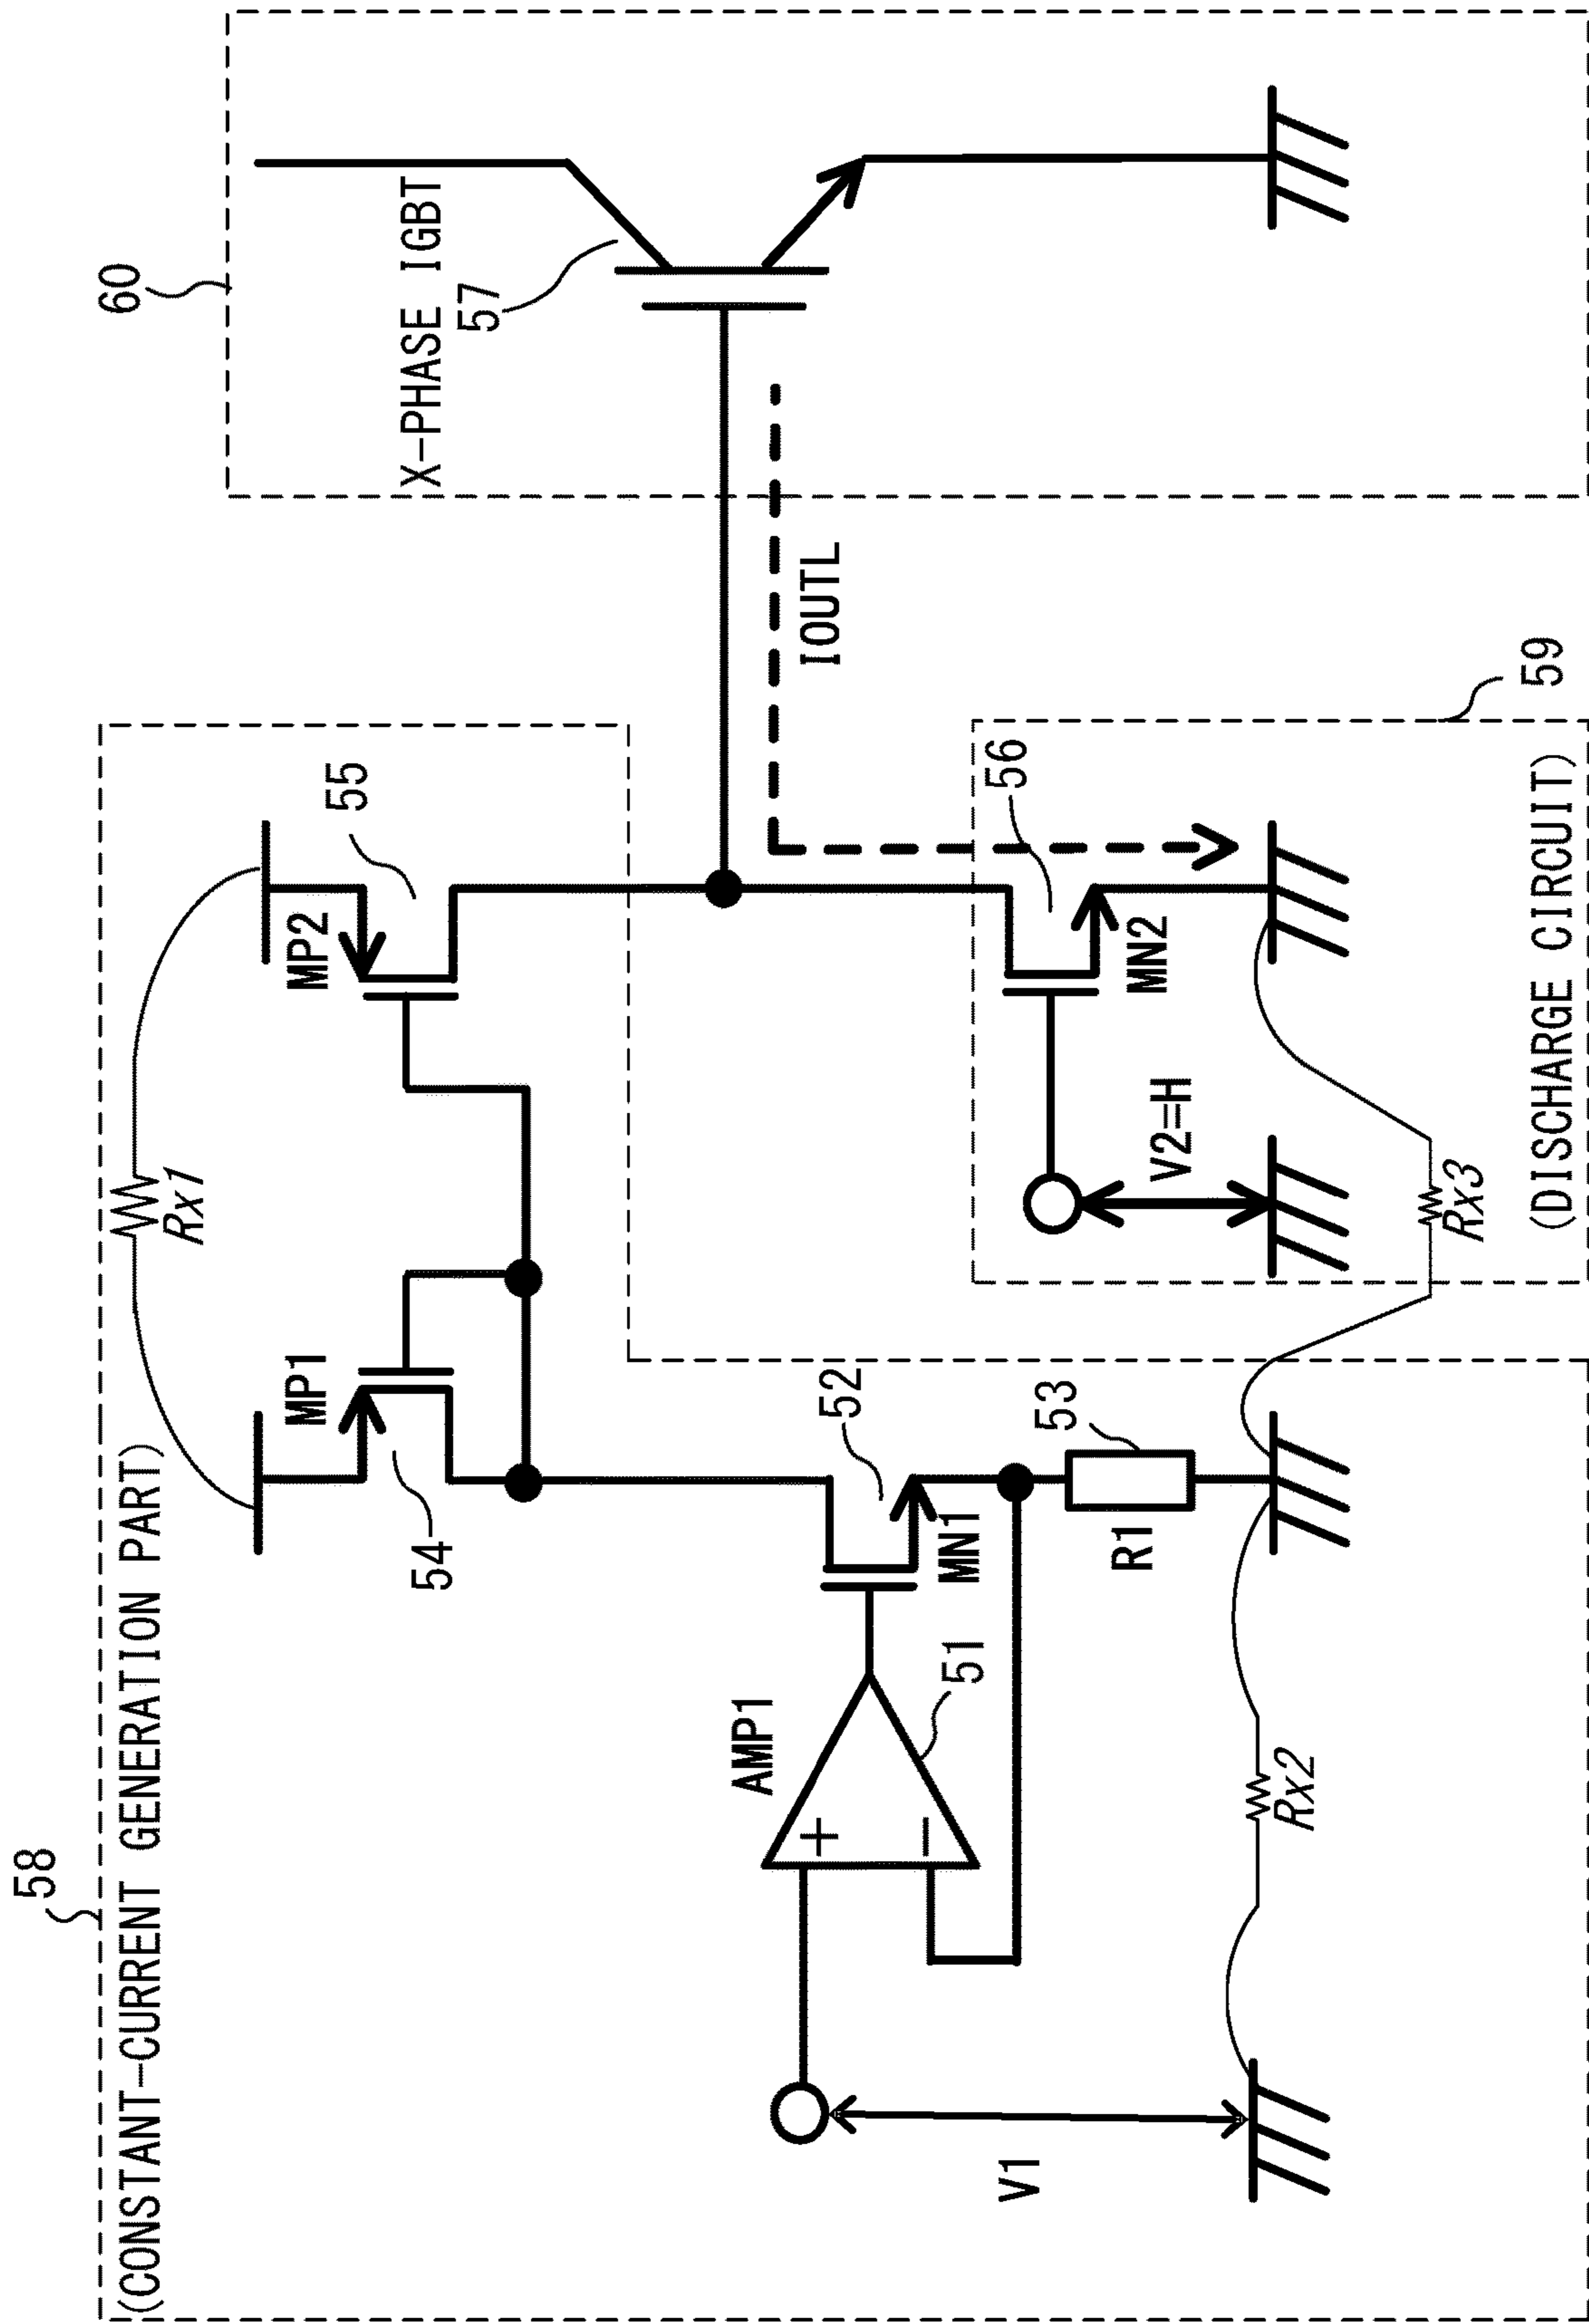 58
(CONSTANT-CURRENT GENERATION PART)
Rx1
MP1
54
MP2
55
AMP1
+
−
51
52
MN1
53
R1
V1
Rx2
Rx3
56
MN2
V2=H
(DISCHARGE CIRCUIT)
59
IOUTL
60
X-PHASE IGBT
57